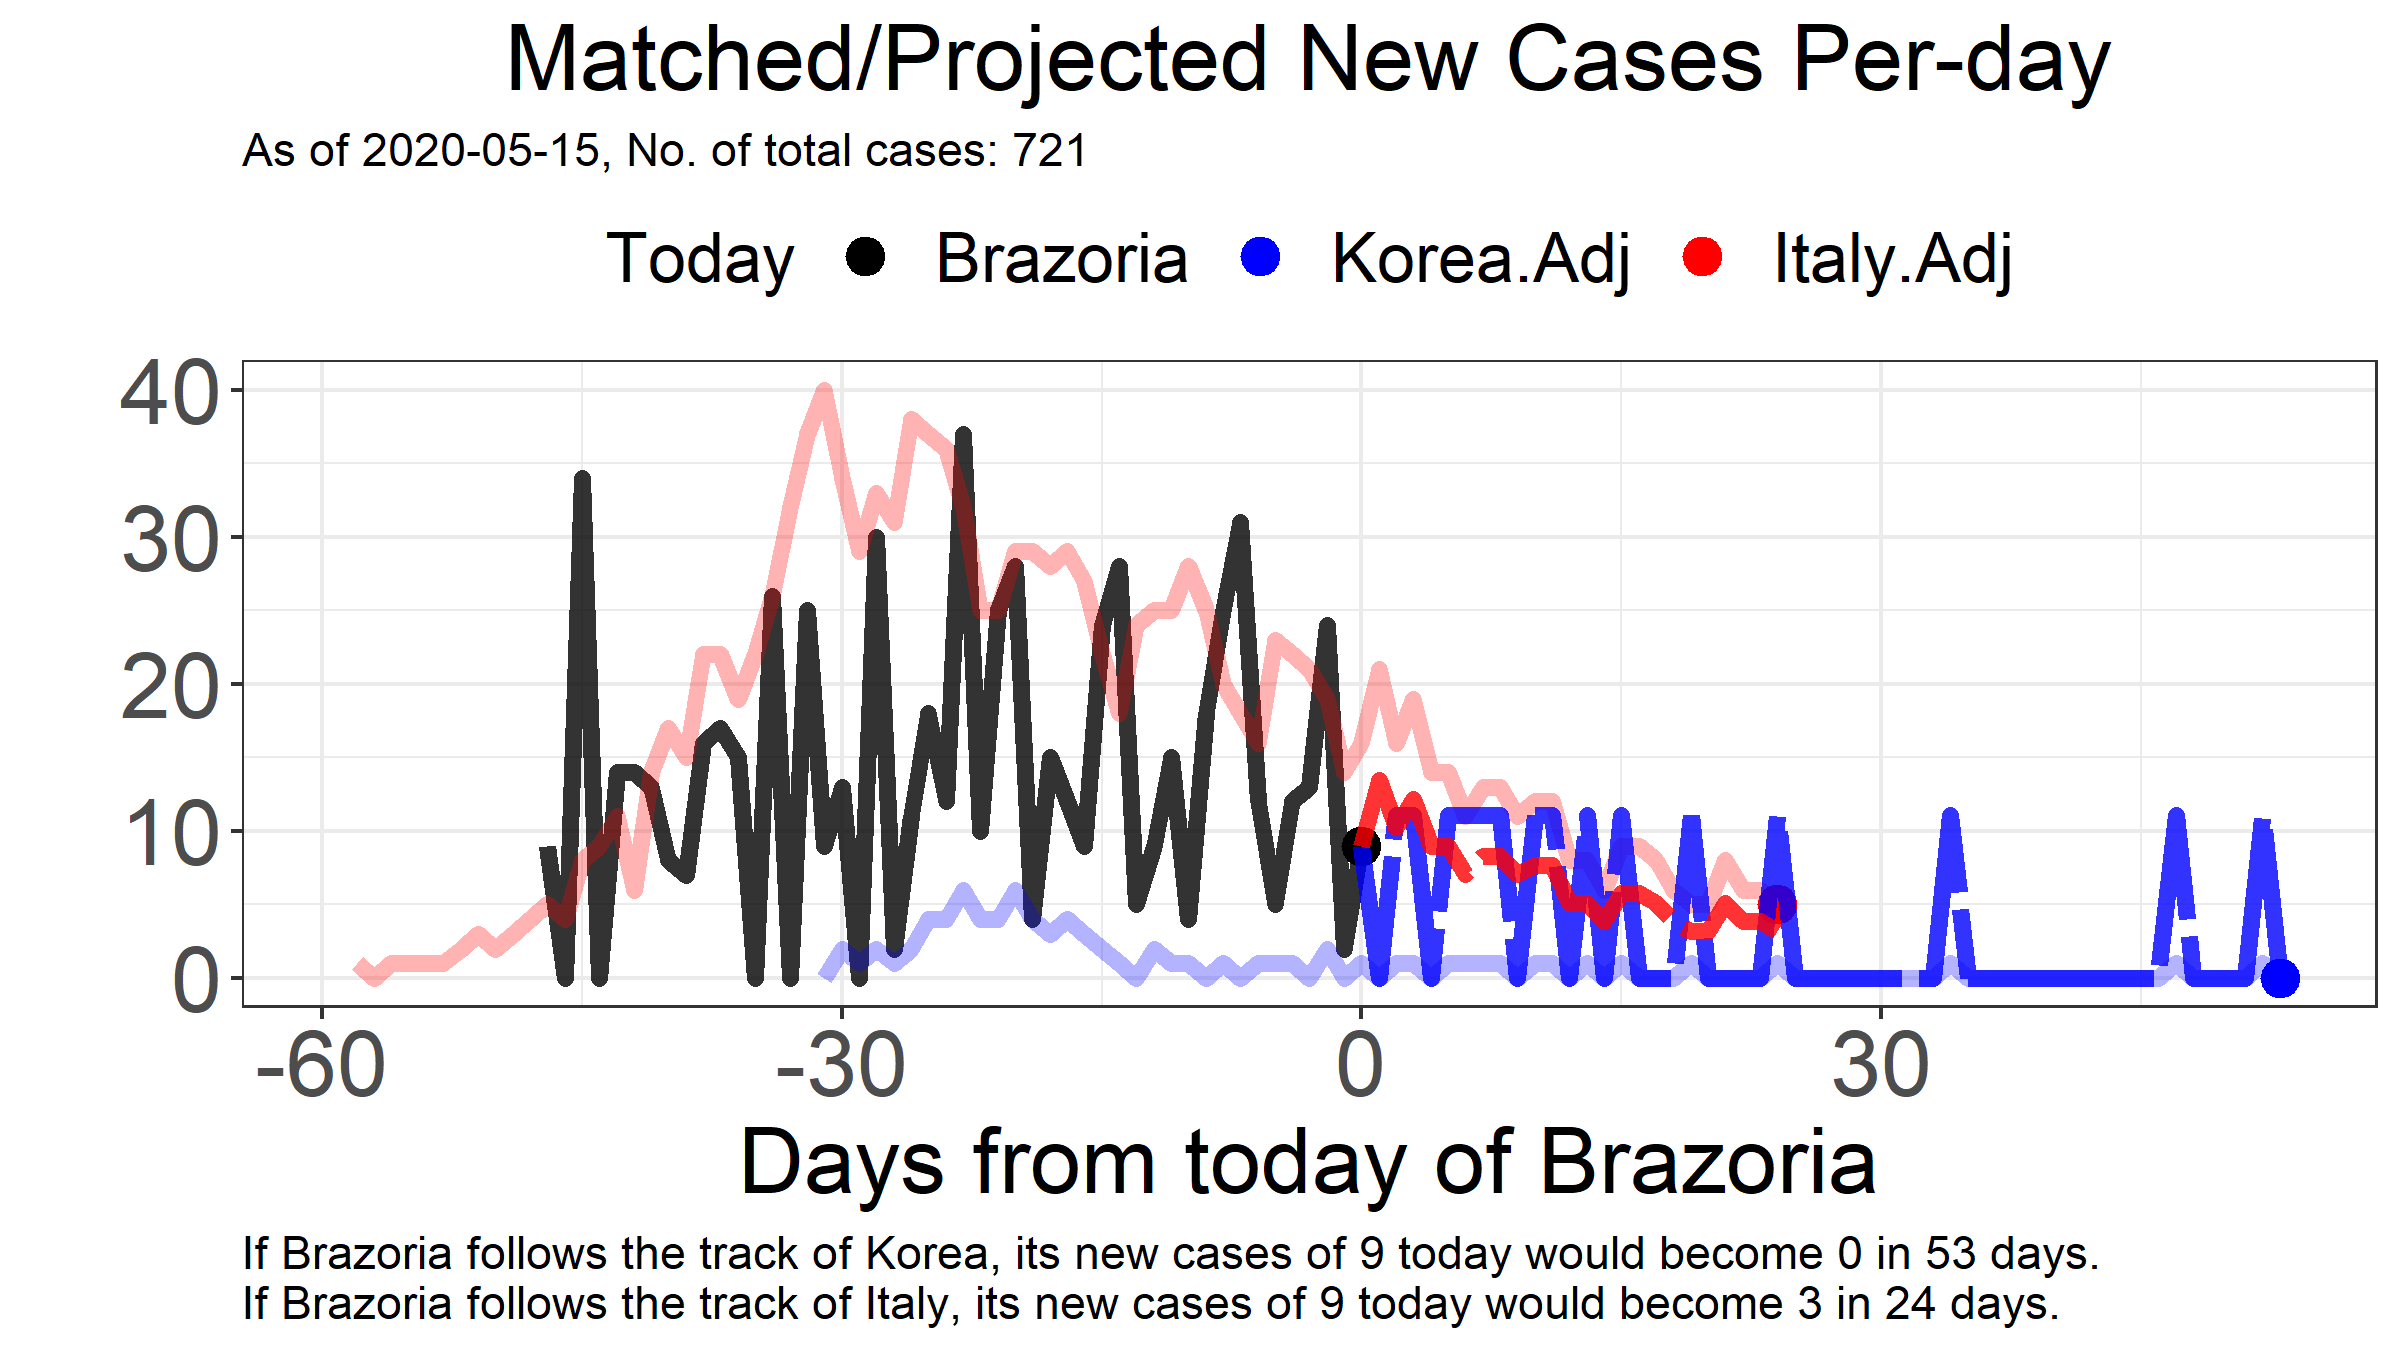 Matched/Projected New Cases Per-day
As of 2020-05-15, No. of total cases: 721
Today Brazoria Korea.Adj Italy.Adj
40
30
20
10
0
-60 -30 0 30
Days from today of Brazoria
If Brazoria follows the track of Korea, its new cases of 9 today would become 0 in 53 days.
If Brazoria follows the track of Italy, its new cases of 9 today would become 3 in 24 days.